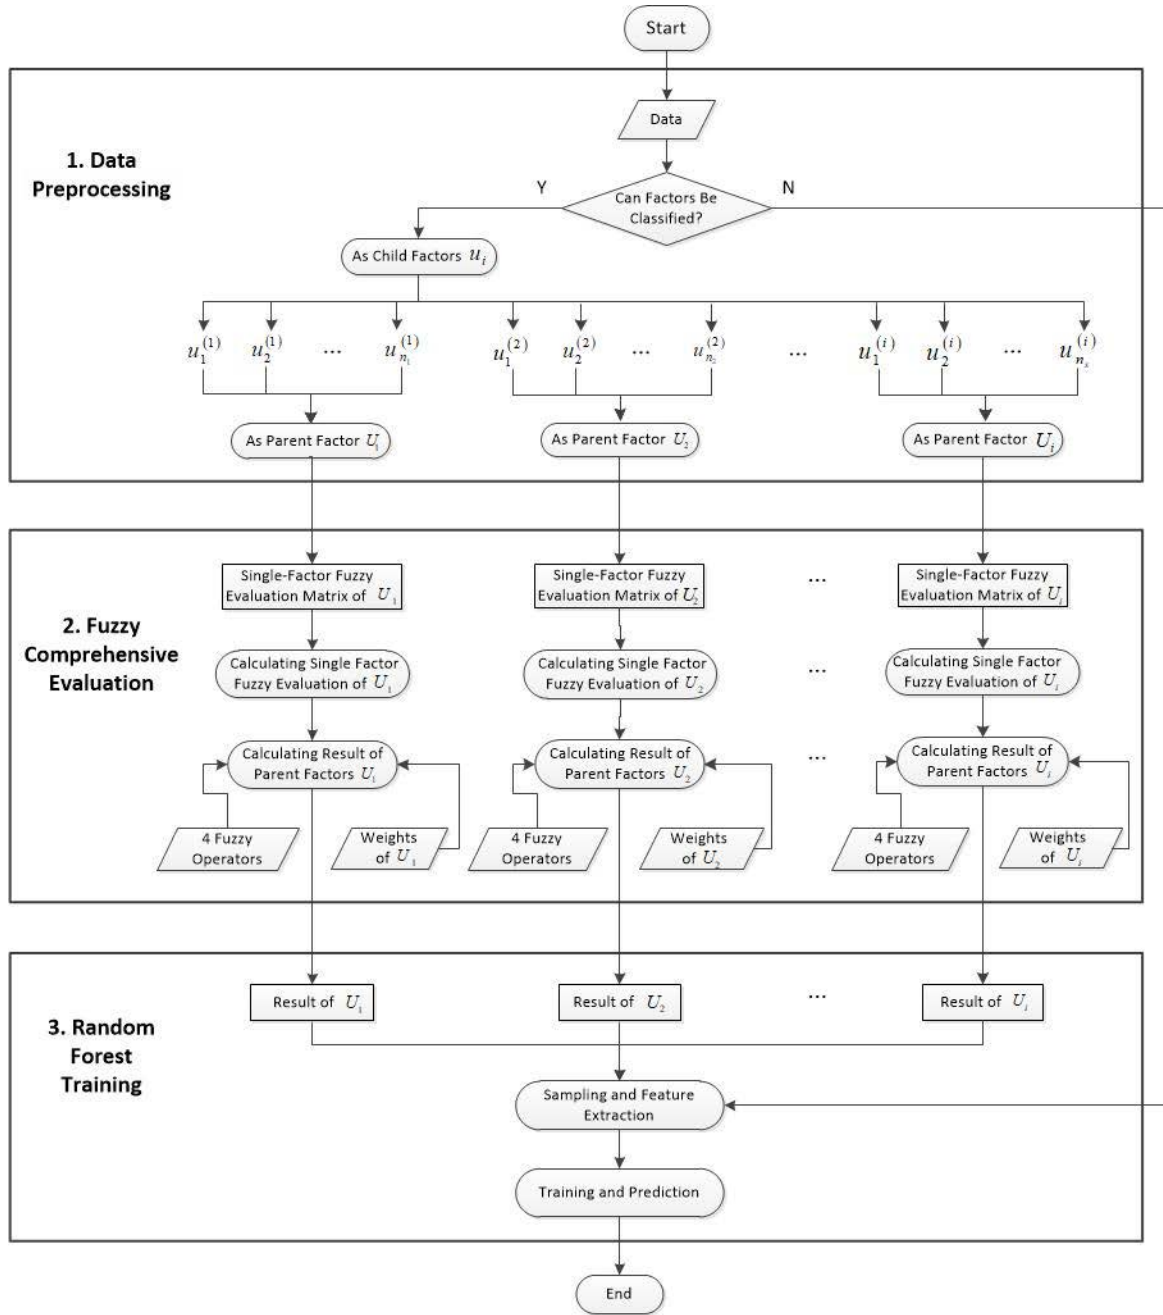 Start
Data
1. Data
Preprocessing
Y
N
Can Factors Be
Classified?
As Child Factors u_i
u_1^(1) u_2^(1) ... u_{n_1}^(1) u_1^(2) u_2^(2) ... u_{n_2}^(2) ... u_1^(i) u_2^(i) ... u_{n_x}^(i)
As Parent Factor U_1
As Parent Factor U_2
As Parent Factor U_i
2. Fuzzy
Comprehensive
Evaluation
Single-Factor Fuzzy
Evaluation Matrix of U_1
Single-Factor Fuzzy
Evaluation Matrix of U_2
...
Single-Factor Fuzzy
Evaluation Matrix of U_i
Calculating Single Factor
Fuzzy Evaluation of U_1
Calculating Single Factor
Fuzzy Evaluation of U_2
...
Calculating Single Factor
Fuzzy Evaluation of U_i
Calculating Result of
Parent Factors U_1
Calculating Result of
Parent Factors U_2
...
Calculating Result of
Parent Factors U_i
4 Fuzzy
Operators
Weights
of U_1
4 Fuzzy
Operators
Weights
of U_2
4 Fuzzy
Operators
Weights
of U_i
3. Random
Forest
Training
Result of U_1
Result of U_2
...
Result of U_i
Sampling and Feature
Extraction
Training and Prediction
End